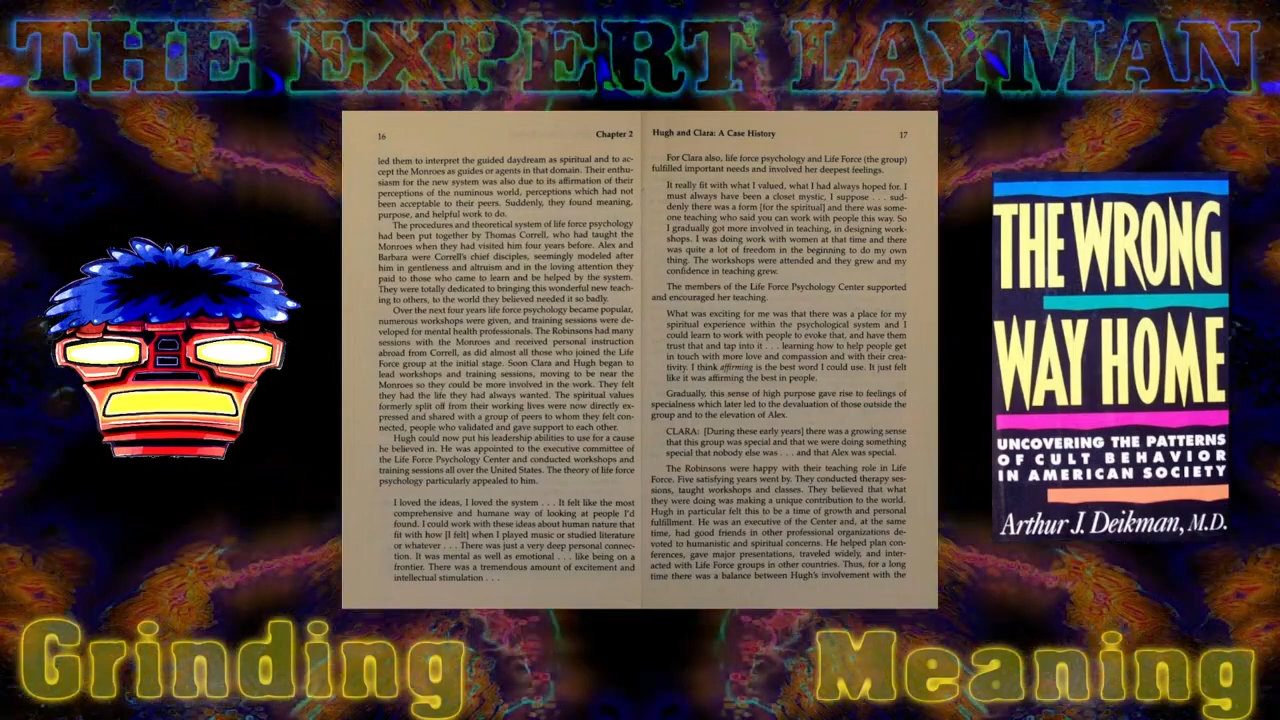 THE EXPERT LAYMAN
16 Chapter 2
led them to interpret the guided daydream as spiritual and to ac-
cept the Monroes as guides or agents in that domain. Their enthu-
siasm for the new system was also due to its affirmation of their
perceptions of the numinous world, perceptions which had not
been acceptable to their peers. Suddenly, they found meaning,
purpose, and helpful work to do.
The procedures and theoretical system of life force psychology
had been put together by Thomas Correll, who had taught the
Monroes when they had visited him four years before. Alex and
Barbara were Correll's chief disciples, seemingly modeled after
him in gentleness and altruism and in the loving attention they
paid to those who came to learn and be helped by the system.
They were totally dedicated to bringing this wonderful new teach-
ing to others, to the world they believed needed it so badly.
Over the next four years life force psychology became popular,
numerous workshops were given, and training sessions were de-
veloped for mental health professionals. The Robinsons had many
sessions with the Monroes and received personal instruction
abroad from Correll, as did almost all those who joined the Life
Force group at the initial stage. Soon Clara and Hugh began to
lead workshops and training sessions, moving to be near the
Monroes so they could be more involved in the work. They felt
they had the life they had always wanted. The spiritual values
formerly split off from their working lives were now directly ex-
pressed and shared with a group of peers to whom they felt con-
nected, people who validated and gave support to each other.
Hugh could now put his leadership abilities to use for a cause
he believed in. He was appointed to the executive committee of
the Life Force Psychology Center and conducted workshops and
training sessions all over the United States. The theory of life force
psychology particularly appealed to him.
I loved the ideas, I loved the system . . . It felt like the most
comprehensive and humane way of looking at people I'd
found. I could work with these ideas about human nature that
fit with how [I felt] when I played music or studied literature
or whatever . . . There was just a very deep personal connec-
tion. It was mental as well as emotional . . . like being on a
frontier. There was a tremendous amount of excitement and
intellectual stimulation . . .
Hugh and Clara: A Case History 17
For Clara also, life force psychology and Life Force (the group)
fulfilled important needs and involved her deepest feelings.
It really fit with what I valued, what I had always hoped for. I
must always have been a closet mystic, I suppose . . . sud-
denly there was a form [for the spiritual] and there was some-
one teaching who said you can work with people this way. So
I gradually got more involved in teaching, in designing work-
shops. I was doing work with women at that time and there
was quite a lot of freedom in the beginning to do my own
thing. The workshops were attended and they grew and my
confidence in teaching grew.
The members of the Life Force Psychology Center supported
and encouraged her teaching.
What was exciting for me was that there was a place for my
spiritual experience within the psychological system and I
could learn to work with people to evoke that, and have them
trust that and tap into it . . . learning how to help people get
in touch with more love and compassion and with their crea-
tivity. I think affirming is the best word I could use. It just felt
like it was affirming the best in people.
Gradually, this sense of high purpose gave rise to feelings of
specialness which later led to the devaluation of those outside the
group and to the elevation of Alex.
CLARA: [During these early years] there was a growing sense
that this group was special and that we were doing something
special that nobody else was . . . and that Alex was special.
The Robinsons were happy with their teaching role in Life
Force. Five satisfying years went by. They conducted therapy ses-
sions, taught workshops and classes. They believed that what
they were doing was making a unique contribution to the world.
Hugh in particular felt this to be a time of growth and personal
fulfillment. He was an executive of the Center and, at the same
time, had good friends in other professional organizations de-
voted to humanistic and spiritual concerns. He helped plan con-
ferences, gave major presentations, traveled widely, and inter-
acted with Life Force groups in other countries. Thus, for a long
time there was a balance between Hugh's involvement with the
THE WRONG
WAY HOME
UNCOVERING THE PATTERNS
OF CULT BEHAVIOR
IN AMERICAN SOCIETY
Arthur J. Deikman, M.D.
Grinding Meaning